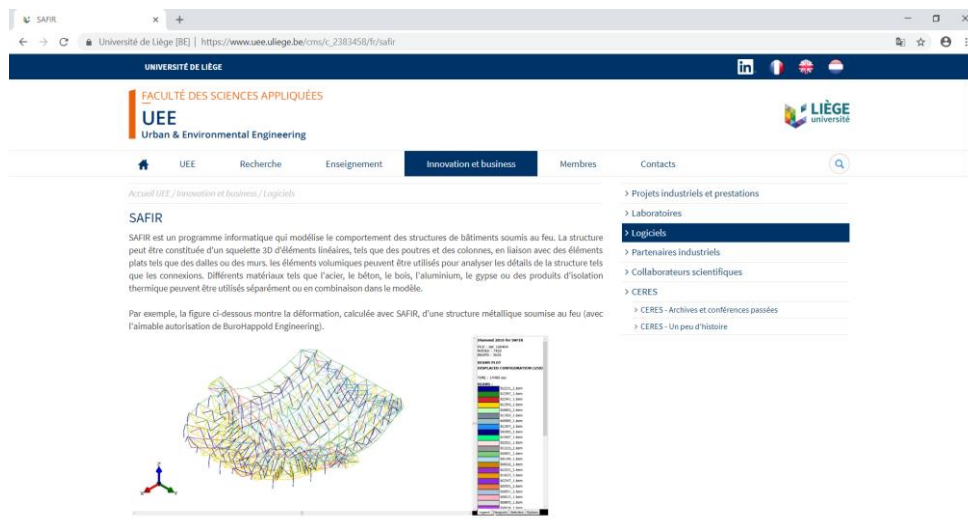 SAFIR
Université de Liège [BE] | https://www.uee.uliege.be/cms/c_2383458/fr/safir
UNIVERSITÉ DE LIÈGE
in
FACULTÉ DES SCIENCES APPLIQUÉES
UEE
Urban & Environmental Engineering
LIÈGE
université
UEE Recherche Enseignement Innovation et business Membres Contacts
Accueil UEE / Innovation et business / Logiciels
SAFIR
SAFIR est un programme informatique qui modélise le comportement des structures de bâtiments soumis au feu. La structure
peut être constituée d'un squelette 3D d'éléments linéaires, tels que des poutres et des colonnes, en liaison avec des éléments
plats tels que des dalles ou des murs. les éléments volumiques peuvent être utilisés pour analyser les détails de la structure tels
que les connexions. Différents matériaux tels que l'acier, le béton, le bois, l'aluminium, le gypse ou des produits d'isolation
thermique peuvent être utilisés séparément ou en combinaison dans le modèle.
Par exemple, la figure ci-dessous montre la déformation, calculée avec SAFIR, d'une structure métallique soumise au feu (avec
l'aimable autorisation de BuroHappold Engineering).
> Projets industriels et prestations
> Laboratoires
> Logiciels
> Partenaires industriels
> Collaborateurs scientifiques
> CERES
> CERES - Archives et conférences passées
> CERES - Un peu d'histoire
Diamond 2010 for SAFIR
BEAMS PLOT